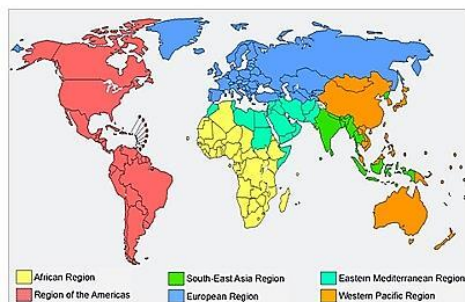 African Region
South-East Asia Region
Eastern Mediterranean Region
Region of the Americas
European Region
Western Pacific Region